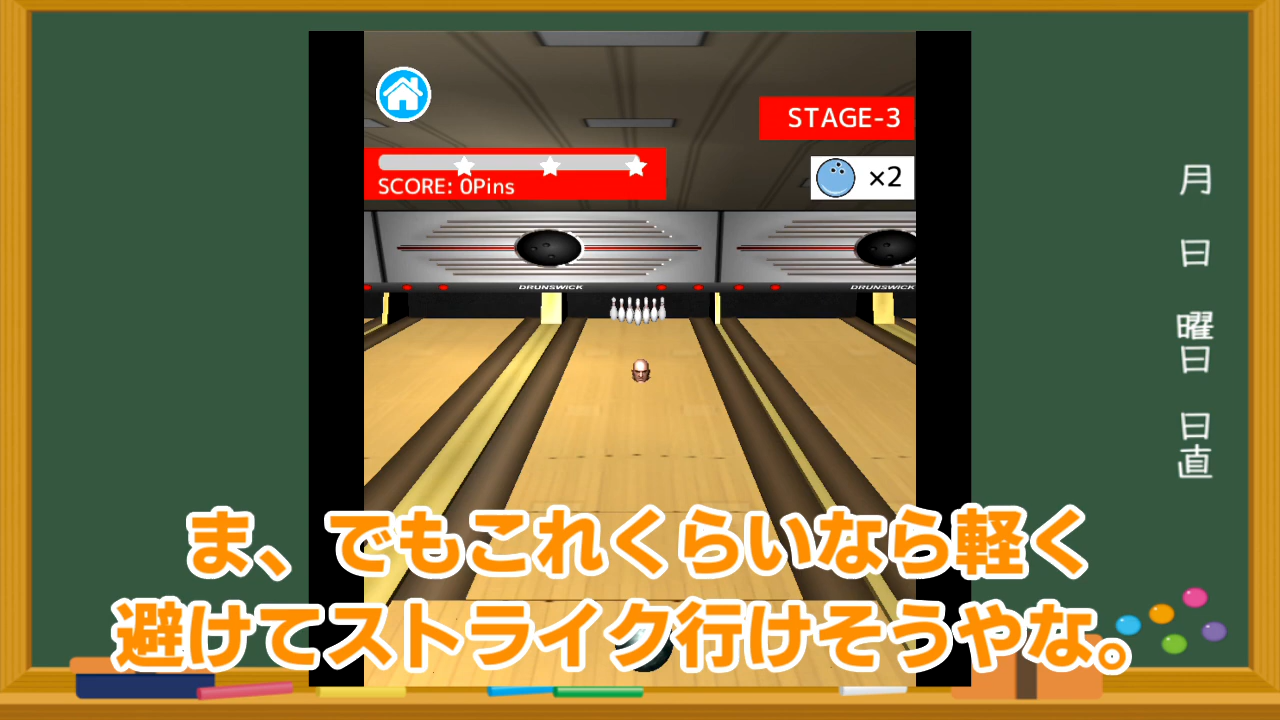 STAGE-3
×2
SCORE: 0Pins
DRUNSWICK
DRUNSWICK
月
日
曜日
日直
ま、でもこれくらいなら軽く
避けてストライク行けそうやな。